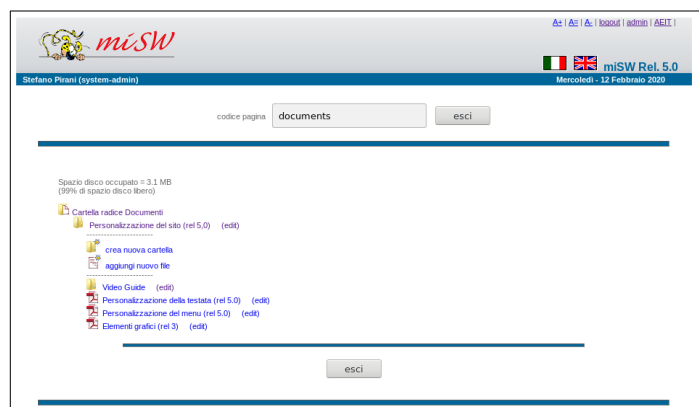 A+ | A= | A- | logout | admin | AEIT |
miSW
miSW Rel. 5.0
Stefano Pirani (system-admin) Mercoledì - 12 Febbraio 2020
codice pagina documents esci
Spazio disco occupato = 3.1 MB
(99% di spazio disco libero)
Cartella radice Documenti
Personalizzazione del sito (rel 5,0) (edit)
-----------------------
crea nuova cartella
aggiungi nuovo file
-----------------------
Video Guide (edit)
Personalizzazione della testata (rel 5.0) (edit)
Personalizzazione del menu (rel 5.0) (edit)
Elementi grafici (rel 3) (edit)
esci